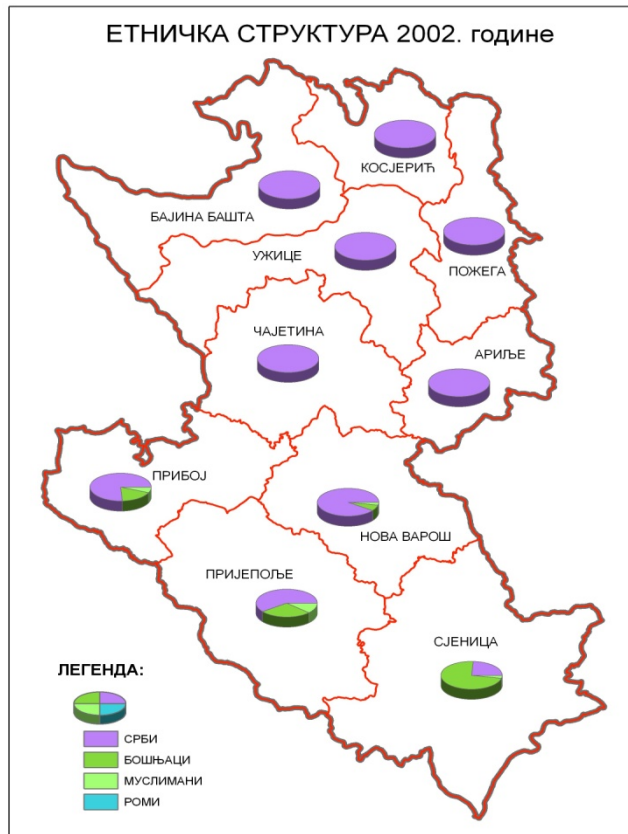 ЕТНИЧКА СТРУКТУРА 2002. године
КОСЈЕРИЋ
БАЈИНА БАШТА
УЖИЦЕ
ПОЖЕГА
ЧАЈЕТИНА
АРИЉЕ
ПРИБОЈ
НОВА ВАРОШ
ПРИЈЕПОЉЕ
СЈЕНИЦА
ЛЕГЕНДА:
СРБИ
БОШЊАЦИ
МУСЛИМАНИ
РОМИ